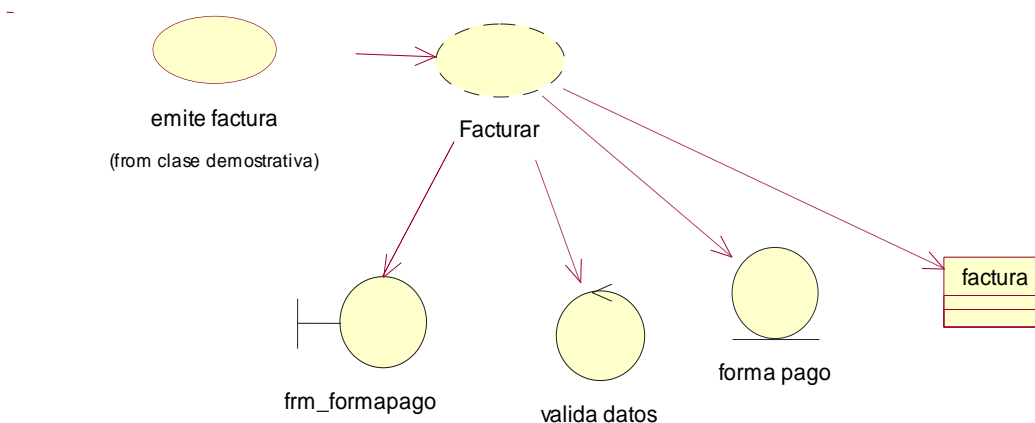 emite factura
(from clase demostrativa)
Facturar
factura
forma pago
frm_formapago
valida datos